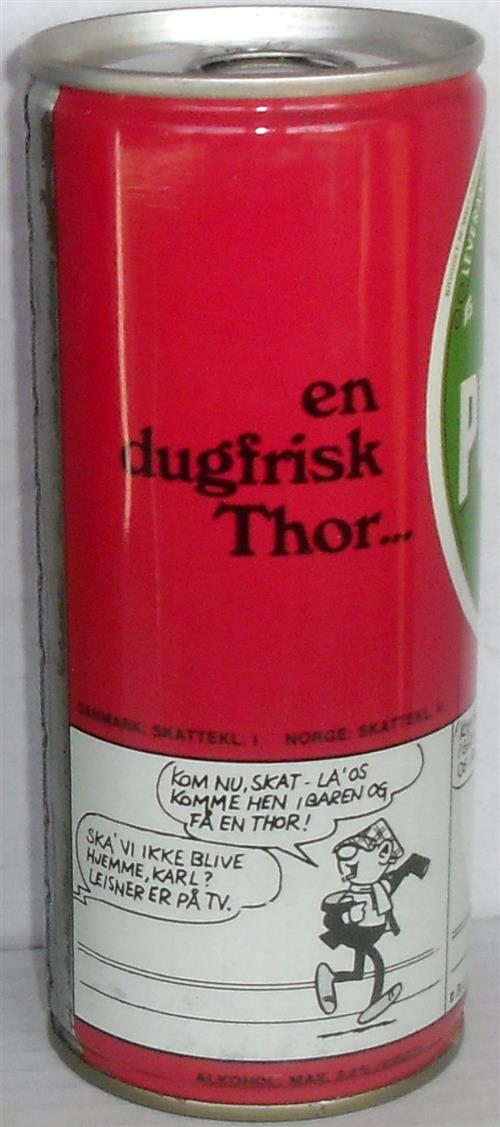 en
dugfrisk
Thor...
DANMARK: SKATTEKL. I NORGE: SKATTEKL. II
KOM NU, SKAT - LA' OS
KOMME HEN I BAREN OG
FÅ EN THOR!
SKA' VI IKKE BLIVE
HJEMME, KARL?
LEISNER ER PÅ TV.
ALKOHOL: MAX.